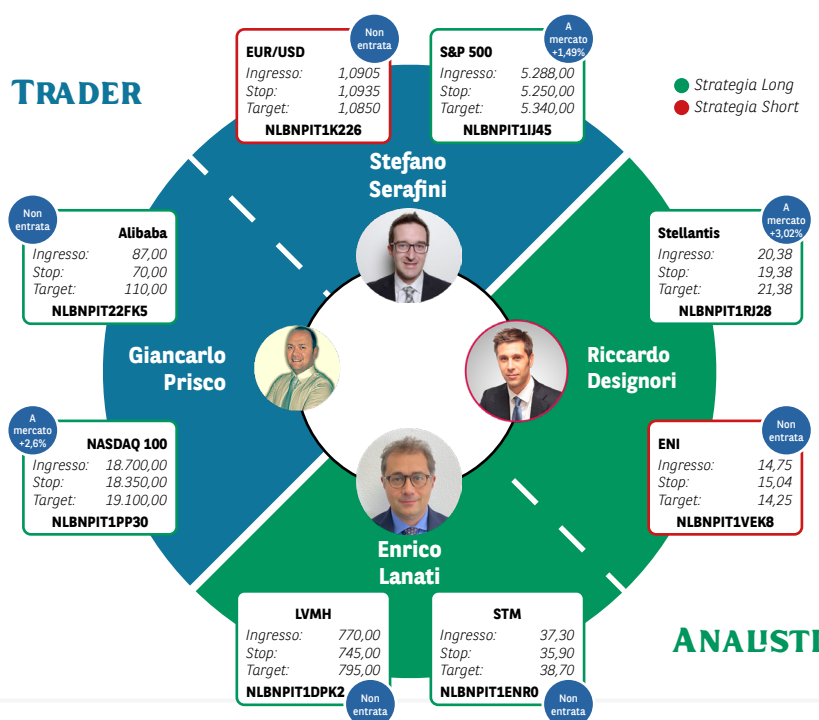 TRADER
Non
entrata
EUR/USD
Ingresso: 1,0905
Stop: 1,0935
Target: 1,0850
NLBNPIT1K226
A
mercato
+1,49%
S&P 500
Ingresso: 5.288,00
Stop: 5.250,00
Target: 5.340,00
NLBNPIT1IJ45
Strategia Long
Strategia Short
Stefano
Serafini
Non
entrata
Alibaba
Ingresso: 87,00
Stop: 70,00
Target: 110,00
NLBNPIT22FK5
A
mercato
+3,02%
Stellantis
Ingresso: 20,38
Stop: 19,38
Target: 21,38
NLBNPIT1RJ28
Giancarlo
Prisco
Riccardo
Designori
A
mercato
+2,6%
NASDAQ 100
Ingresso: 18.700,00
Stop: 18.350,00
Target: 19.100,00
NLBNPIT1PP30
Non
entrata
ENI
Ingresso: 14,75
Stop: 15,04
Target: 14,25
NLBNPIT1VEK8
Enrico
Lanati
LVMH
Ingresso: 770,00
Stop: 745,00
Target: 795,00
NLBNPIT1DPK2
Non
entrata
STM
Ingresso: 37,30
Stop: 35,90
Target: 38,70
NLBNPIT1ENR0
Non
entrata
ANALISTI